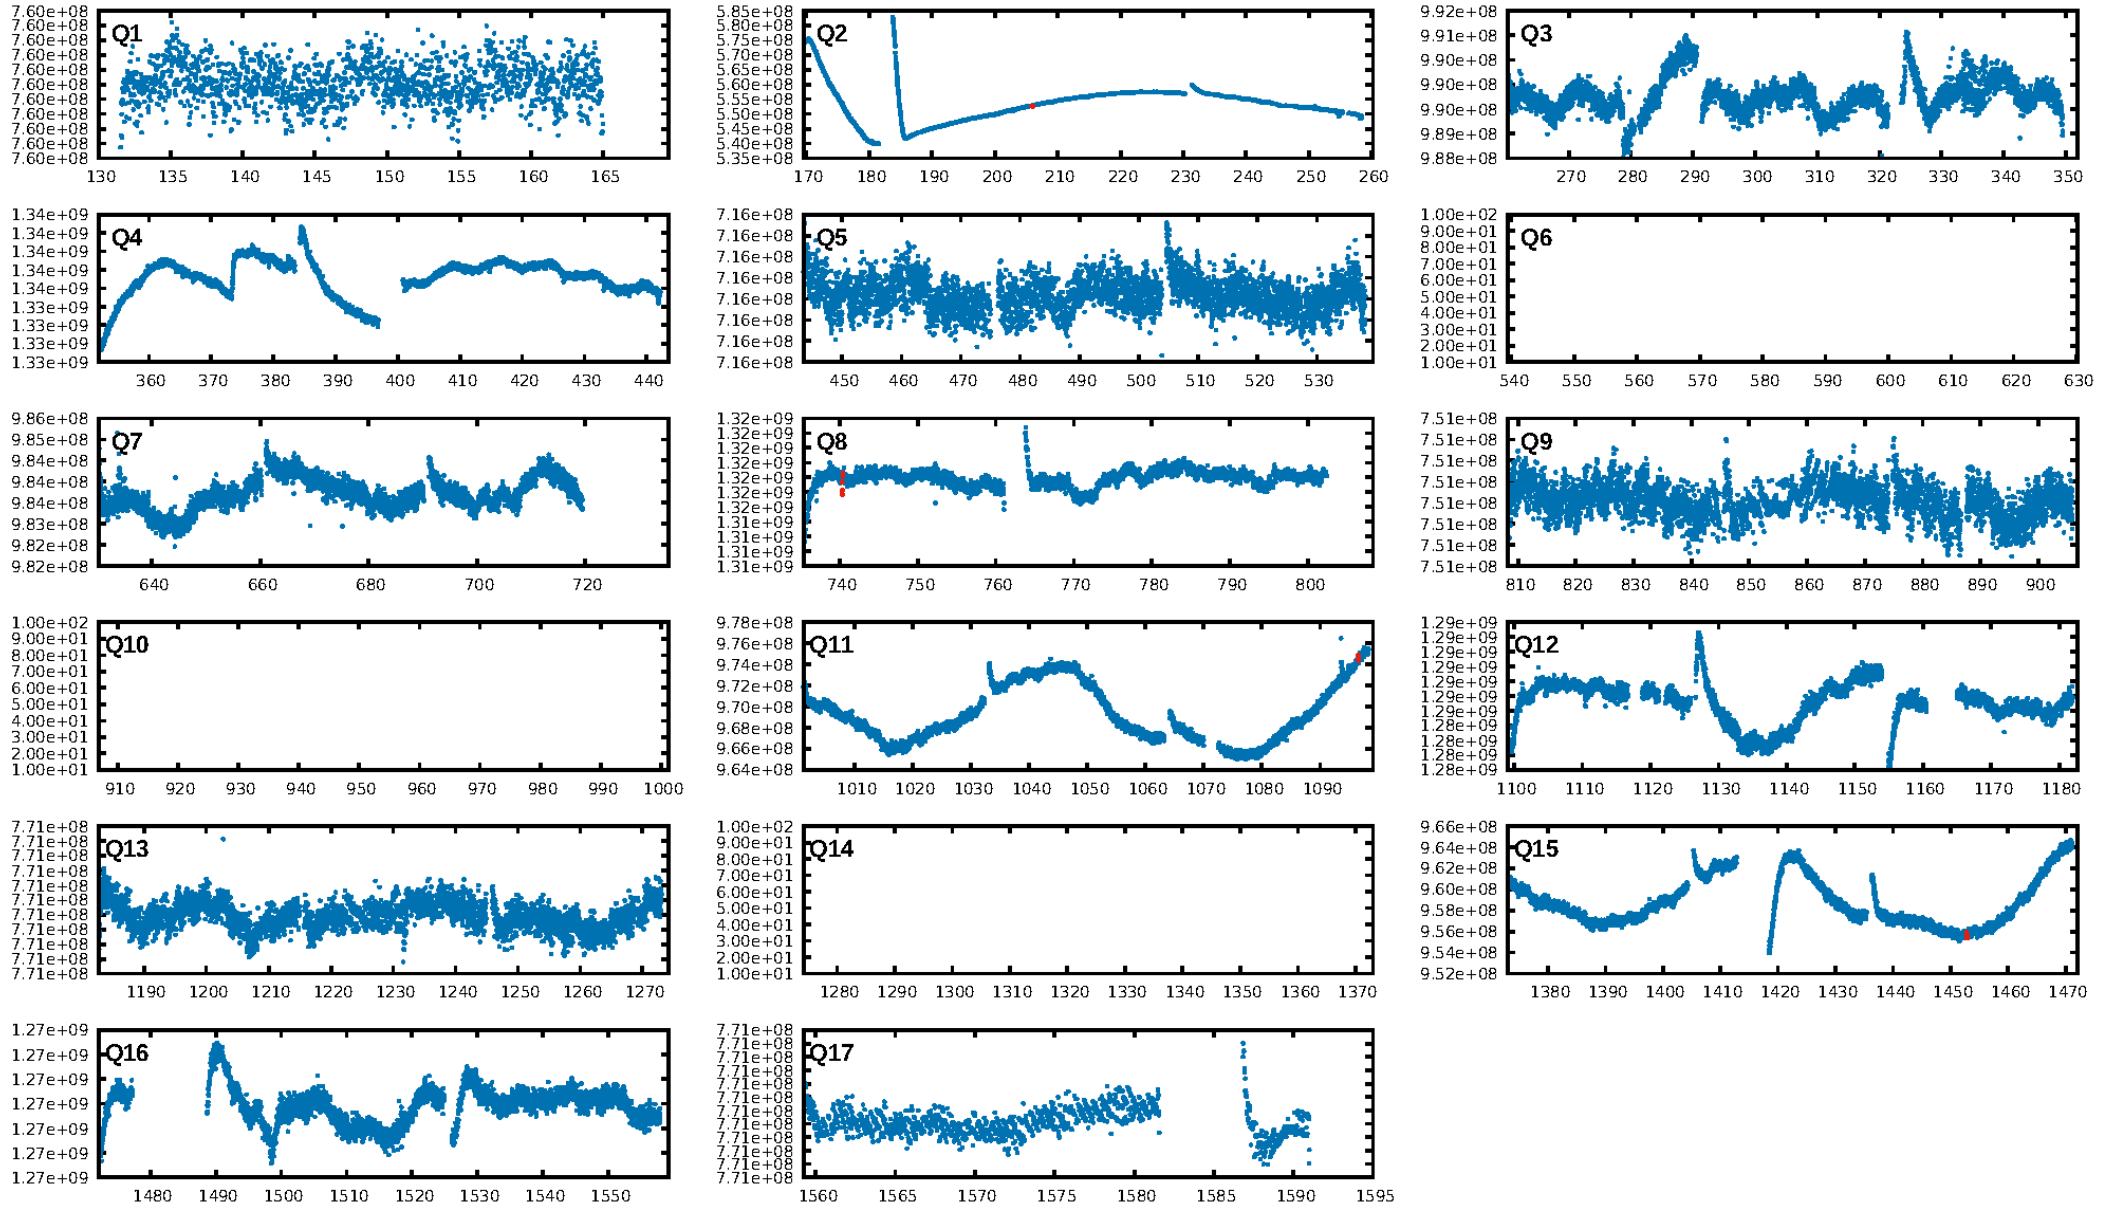 7.60e+08 7.60e+08 7.60e+08 7.60e+08 7.60e+08 7.60e+08 7.60e+08 7.60e+08 7.60e+08 7.60e+08 7.60e+08
Q1
130 135 140 145 150 155 160 165
5.85e+08 5.80e+08 5.75e+08 5.70e+08 5.65e+08 5.60e+08 5.55e+08 5.50e+08 5.45e+08 5.40e+08 5.35e+08
Q2
170 180 190 200 210 220 230 240 250 260
9.92e+08 9.91e+08 9.90e+08 9.90e+08 9.90e+08 9.89e+08 9.88e+08
Q3
270 280 290 300 310 320 330 340 350
1.34e+09 1.34e+09 1.34e+09 1.34e+09 1.34e+09 1.33e+09 1.33e+09 1.33e+09 1.33e+09
Q4
360 370 380 390 400 410 420 430 440
7.16e+08 7.16e+08 7.16e+08 7.16e+08 7.16e+08 7.16e+08 7.16e+08 7.16e+08
Q5
450 460 470 480 490 500 510 520 530
1.00e+02 9.00e+01 8.00e+01 7.00e+01 6.00e+01 5.00e+01 4.00e+01 3.00e+01 2.00e+01 1.00e+01
Q6
540 550 560 570 580 590 600 610 620 630
9.86e+08 9.85e+08 9.84e+08 9.84e+08 9.83e+08 9.83e+08 9.82e+08 9.82e+08
Q7
640 660 680 700 720
1.32e+09 1.32e+09 1.32e+09 1.32e+09 1.32e+09 1.32e+09 1.32e+09 1.31e+09 1.31e+09 1.31e+09 1.31e+09
Q8
740 750 760 770 780 790 800
7.51e+08 7.51e+08 7.51e+08 7.51e+08 7.51e+08 7.51e+08 7.51e+08 7.51e+08
Q9
810 820 830 840 850 860 870 880 890 900
1.00e+02 9.00e+01 8.00e+01 7.00e+01 6.00e+01 5.00e+01 4.00e+01 3.00e+01 2.00e+01 1.00e+01
Q10
910 920 930 940 950 960 970 980 990 1000
9.78e+08 9.76e+08 9.74e+08 9.72e+08 9.70e+08 9.68e+08 9.66e+08 9.64e+08
Q11
1010 1020 1030 1040 1050 1060 1070 1080 1090
1.29e+09 1.29e+09 1.29e+09 1.29e+09 1.29e+09 1.29e+09 1.29e+09 1.28e+09 1.28e+09 1.28e+09 1.28e+09
Q12
1100 1110 1120 1130 1140 1150 1160 1170 1180
7.71e+08 7.71e+08 7.71e+08 7.71e+08 7.71e+08 7.71e+08 7.71e+08 7.71e+08 7.71e+08 7.71e+08 7.71e+08
Q13
1190 1200 1210 1220 1230 1240 1250 1260 1270
1.00e+02 9.00e+01 8.00e+01 7.00e+01 6.00e+01 5.00e+01 4.00e+01 3.00e+01 2.00e+01 1.00e+01
Q14
1280 1290 1300 1310 1320 1330 1340 1350 1360 1370
9.66e+08 9.64e+08 9.62e+08 9.60e+08 9.58e+08 9.56e+08 9.54e+08 9.52e+08
Q15
1380 1390 1400 1410 1420 1430 1440 1450 1460 1470
1.27e+09 1.27e+09 1.27e+09 1.27e+09 1.27e+09 1.27e+09 1.27e+09
Q16
1480 1490 1500 1510 1520 1530 1540 1550
7.71e+08 7.71e+08 7.71e+08 7.71e+08 7.71e+08 7.71e+08 7.71e+08 7.71e+08 7.71e+08 7.71e+08 7.71e+08 7.71e+08
Q17
1560 1565 1570 1575 1580 1585 1590 1595